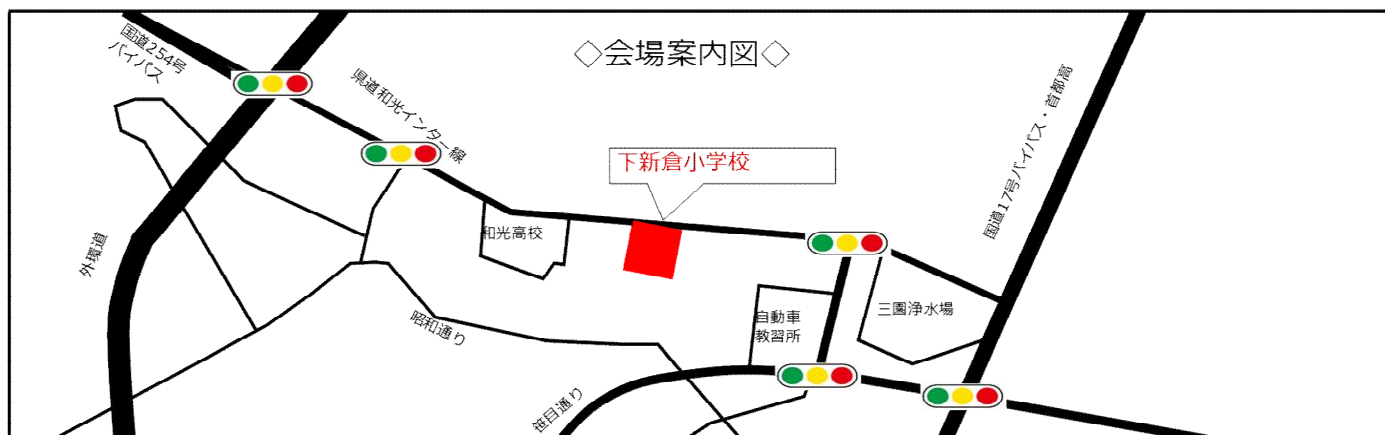 ◇会場案内図◇
国道254号
バイパス
県道和光インター線
国道17号バイパス・首都高
下新倉小学校
和光高校
外環道
三園浄水場
自動車
教習所
昭和通り
笹目通り